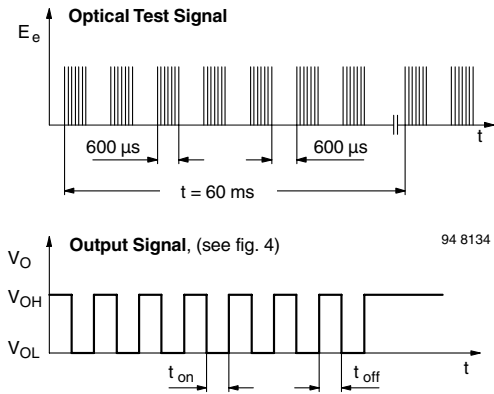 Optical Test Signal
E e
t
600 µs
600 µs
t = 60 ms
Output Signal, (see fig. 4)
94 8134
V O
V OH
V OL
t
t on
t off